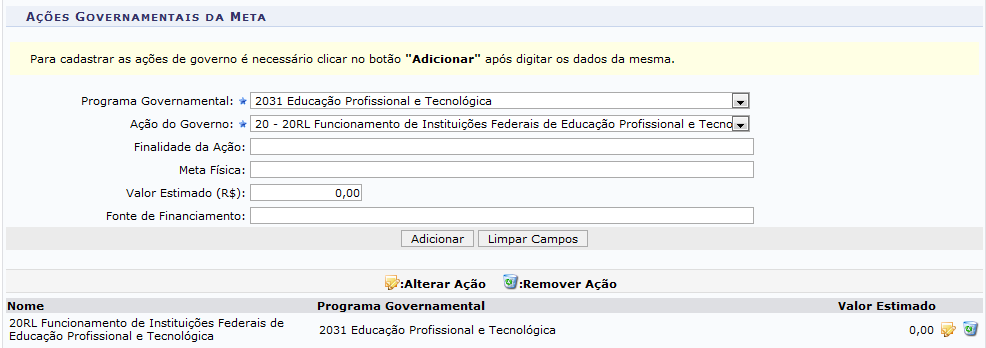 Ações Governamentais da Meta
Para cadastrar as ações de governo é necessário clicar no botão "Adicionar" após digitar os dados da mesma.
Programa Governamental: 2031 Educação Profissional e Tecnológica
Ação do Governo: 20 - 20RL Funcionamento de Instituições Federais de Educação Profissional e Tecno
Finalidade da Ação:
Meta Física:
Valor Estimado (R$): 0,00
Fonte de Financiamento:
Adicionar Limpar Campos
:Alterar Ação :Remover Ação
Nome Programa Governamental Valor Estimado
20RL Funcionamento de Instituições Federais de
Educação Profissional e Tecnológica 2031 Educação Profissional e Tecnológica 0,00